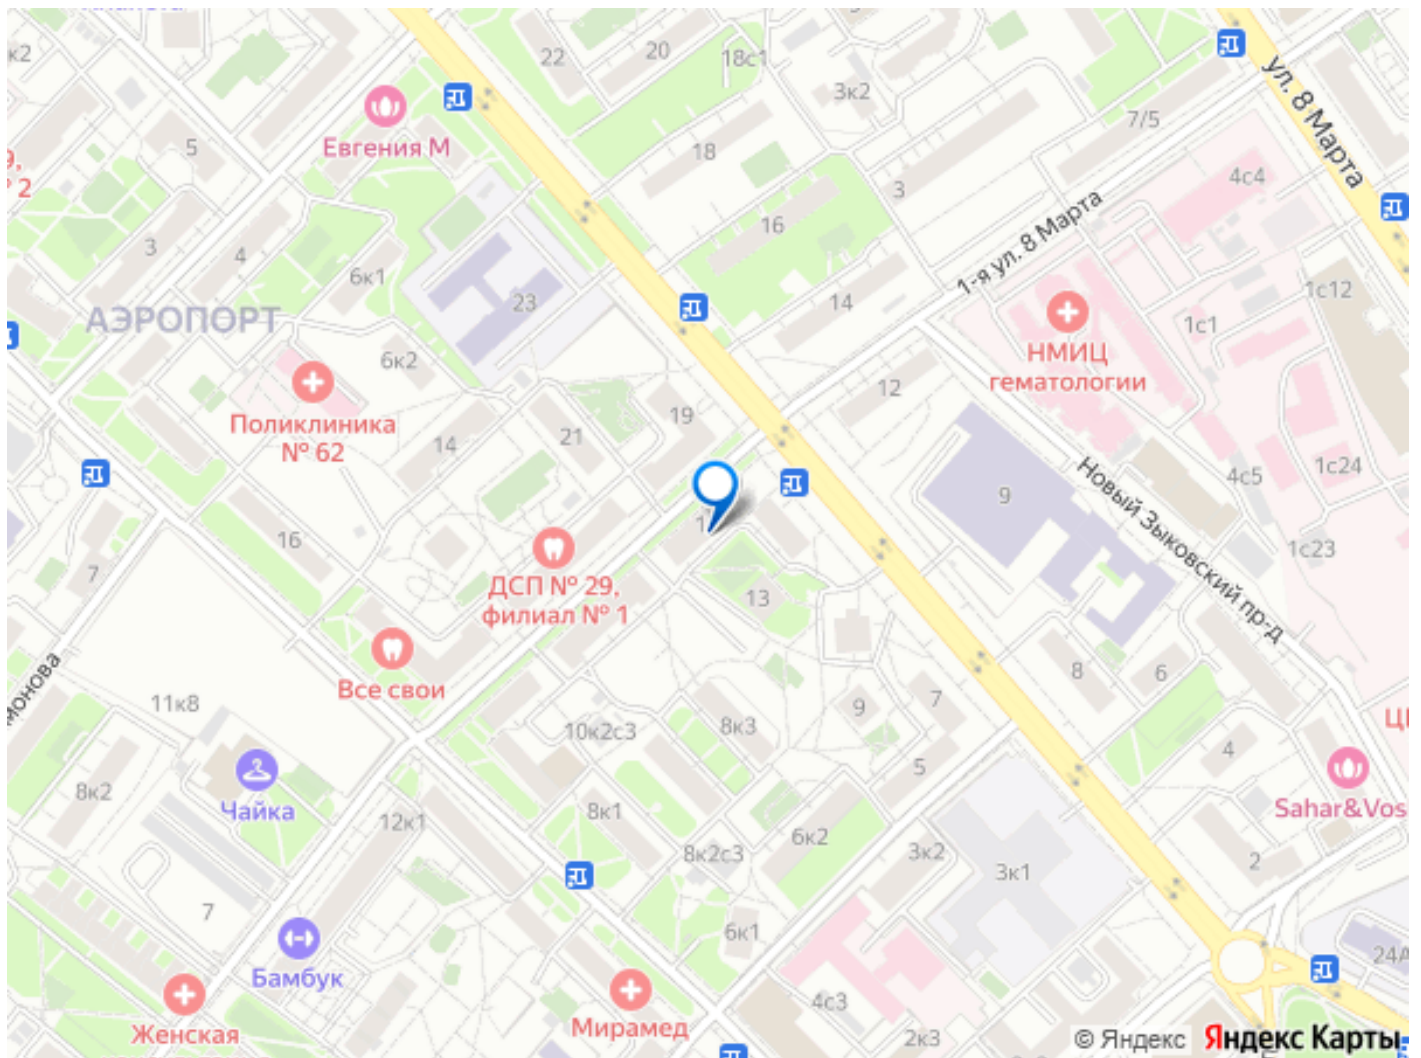 к2
22
20
18с1
3к2
ул. 8 Марта
7/5
Евгения М
5
18
4с4
№ 2
3
16
1-я ул. 8 Марта
3
4
6к1
23
14
1с12
АЭРОПОРТ
1с1
НМИЦ
гематологии
6к2
12
Поликлиника
№ 62
19
21
14
9
4с5
1с24
Новый Зыковский пр-д
16
1с23
7
ДСП № 29,
филиал № 1
13
8
6
Все свои
11к8
9
7
10к2с3
8к3
4
5
8к2
Чайка
12к1
8к1
6к2
Sahar&Vos
8к2с3
3к2
3к1
2
7
6к1
24А
Бамбук
4с3
Женская
Мирамед
2к3
© Яндекс Яндекс Карты